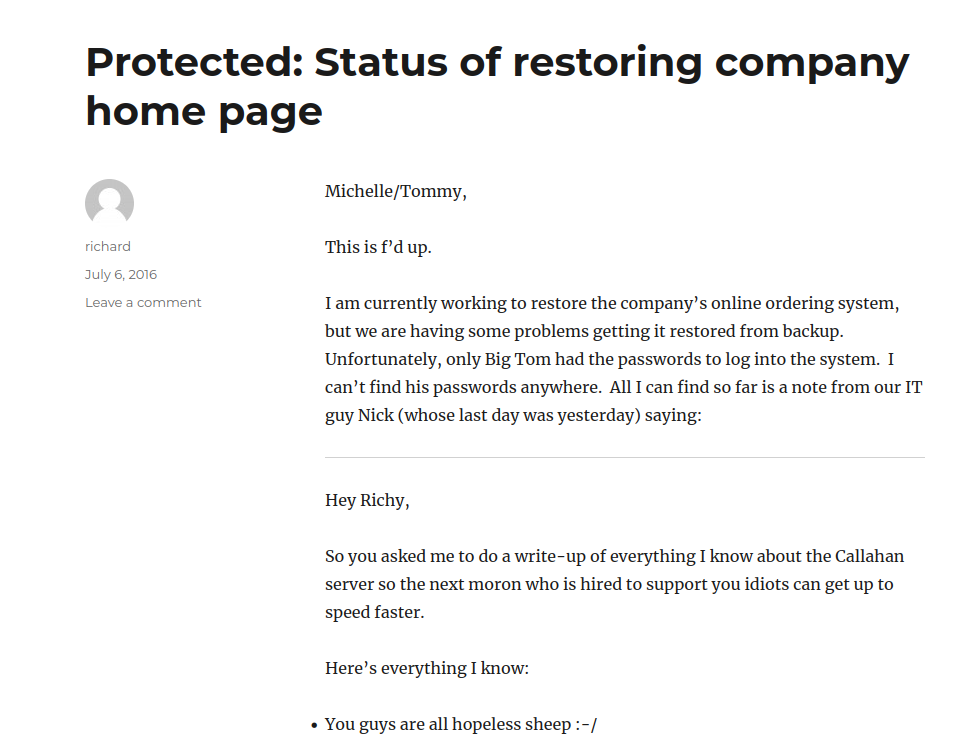 Protected: Status of restoring company
home page
richard
July 6, 2016
Leave a comment
Michelle/Tommy,
This is f’d up.
I am currently working to restore the company’s online ordering system,
but we are having some problems getting it restored from backup.
Unfortunately, only Big Tom had the passwords to log into the system.  I
can’t find his passwords anywhere.  All I can find so far is a note from our IT
guy Nick (whose last day was yesterday) saying:
Hey Richy,
So you asked me to do a write-up of everything I know about the Callahan
server so the next moron who is hired to support you idiots can get up to
speed faster.
Here’s everything I know:
• You guys are all hopeless sheep :-/